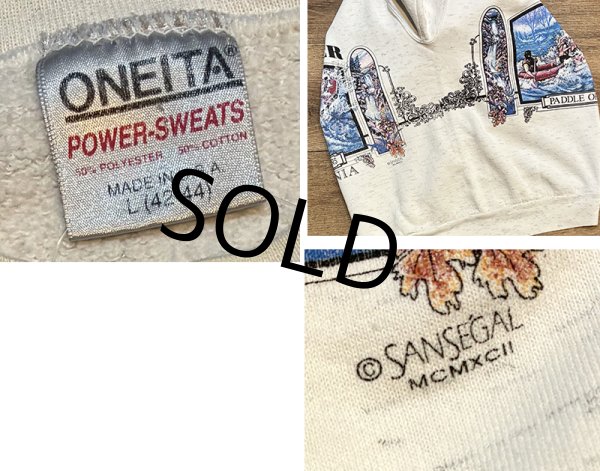 ONEITA®
POWER-SWEATS
50% POLYESTER 50% COTTON
MADE IN U.S.A
L (42-44)
PADDLE
SOLD
© SANSEGAL
MCMXCII